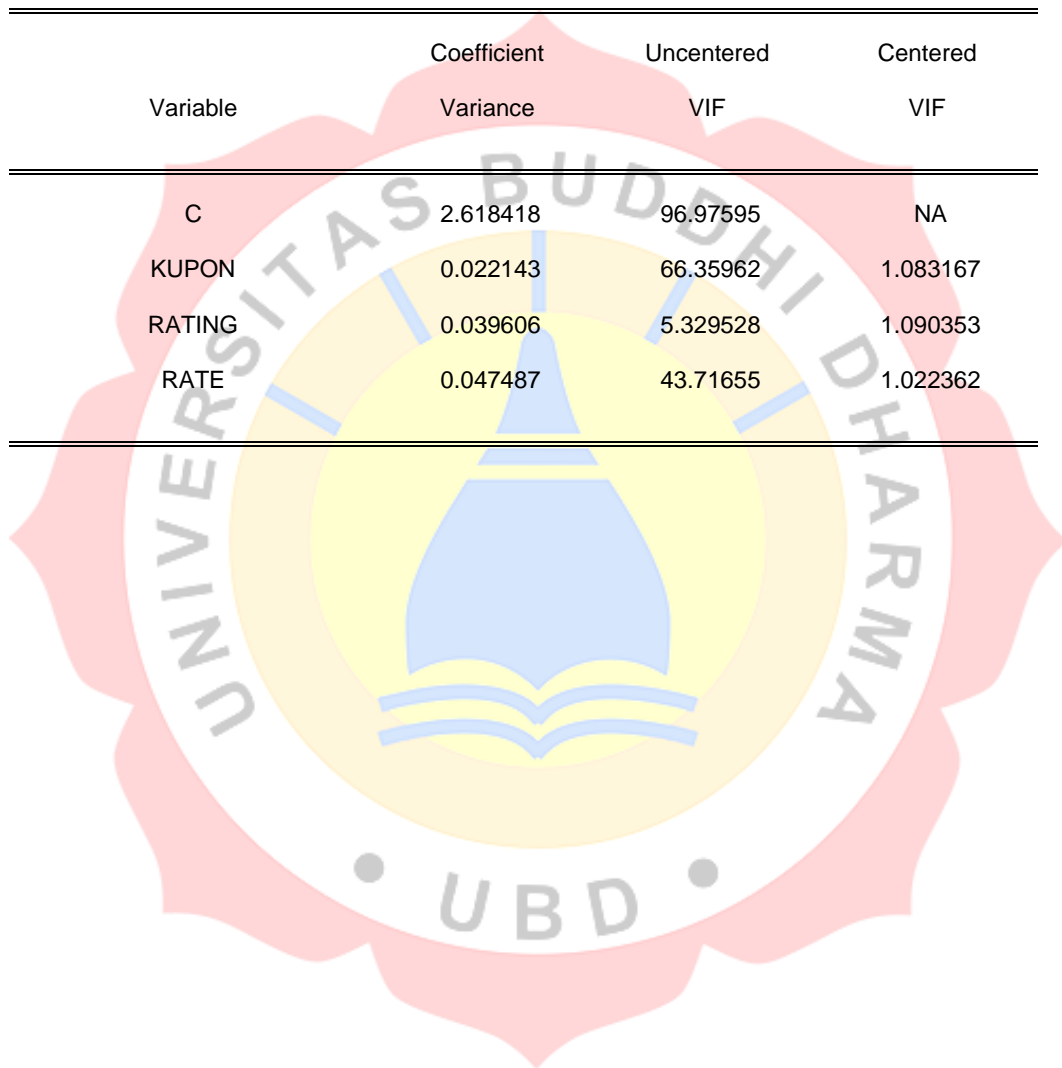 Coefficient Uncentered Centered
Variable Variance VIF VIF
C 2.618418 96.97595 NA
KUPON 0.022143 66.35962 1.083167
RATING 0.039606 5.329528 1.090353
RATE 0.047487 43.71655 1.022362
UNIVERSITAS BUDDHI DHARMA
• UBD •